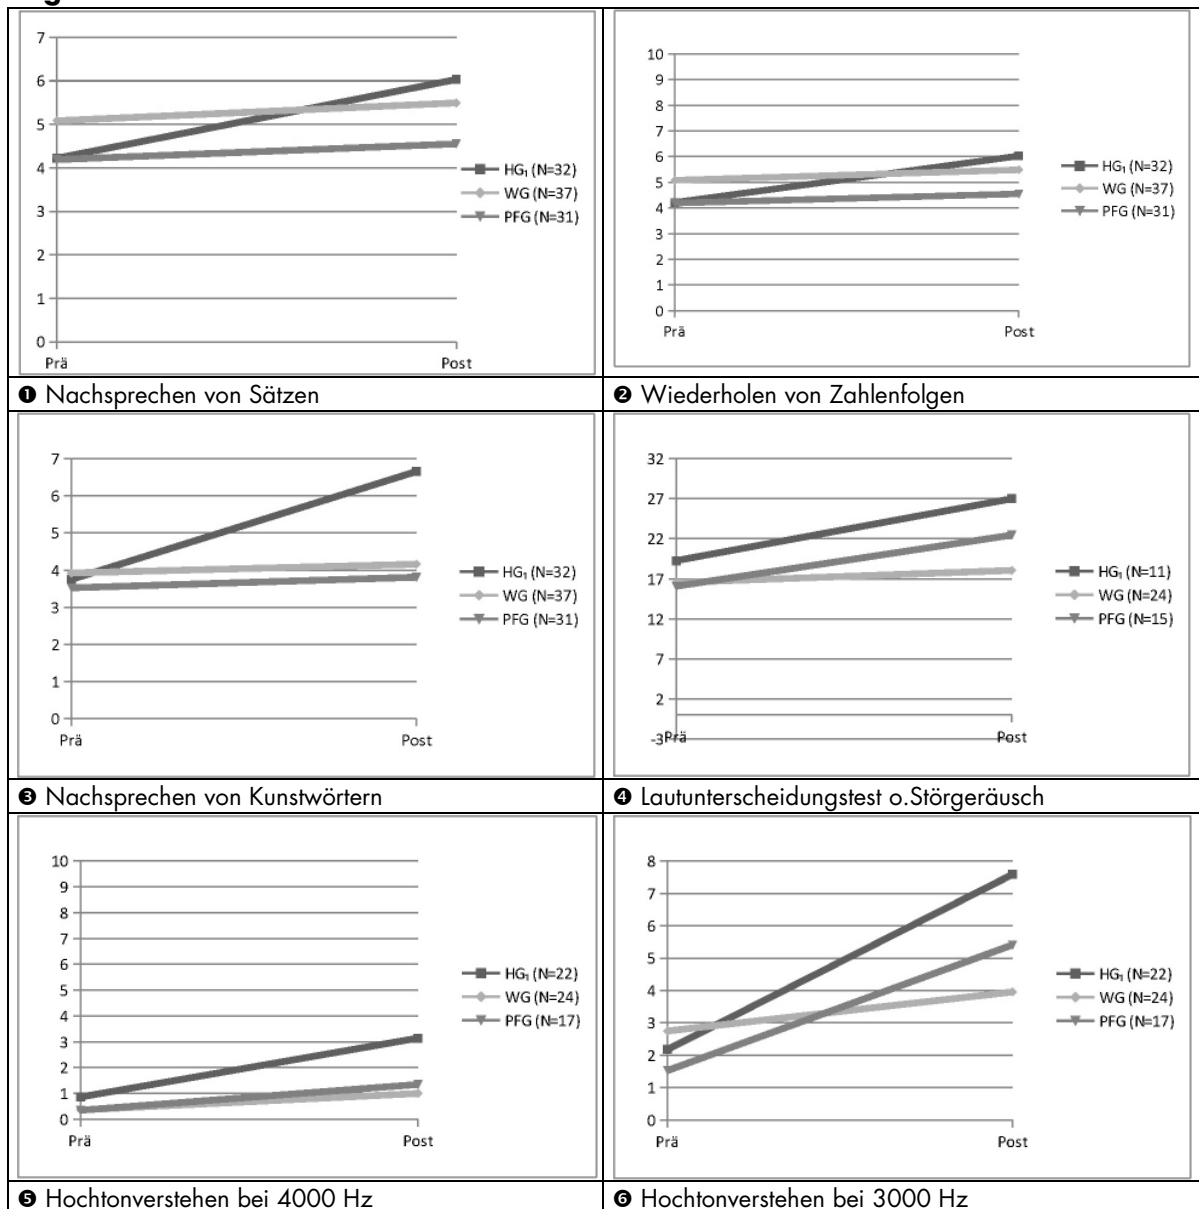 7
6
5
4
3
2
1
0
Prä Post
HG₁ (N=32)
WG (N=37)
PFG (N=31)
10
9
8
7
6
5
4
3
2
1
0
Prä Post
HG₁ (N=32)
WG (N=37)
PFG (N=31)
❶ Nachsprechen von Sätzen
❷ Wiederholen von Zahlenfolgen
7
6
5
4
3
2
1
0
Prä Post
HG₁ (N=32)
WG (N=37)
PFG (N=31)
32
27
22
17
12
7
2
-3
Prä Post
HG₁ (N=11)
WG (N=24)
PFG (N=15)
❸ Nachsprechen von Kunstwörtern
❹ Lautunterscheidungstest o.Störgeräusch
10
9
8
7
6
5
4
3
2
1
0
Prä Post
HG₁ (N=22)
WG (N=24)
PFG (N=17)
8
7
6
5
4
3
2
1
0
Prä Post
HG₁ (N=22)
WG (N=24)
PFG (N=17)
❺ Hochtonverstehen bei 4000 Hz
❻ Hochtonverstehen bei 3000 Hz